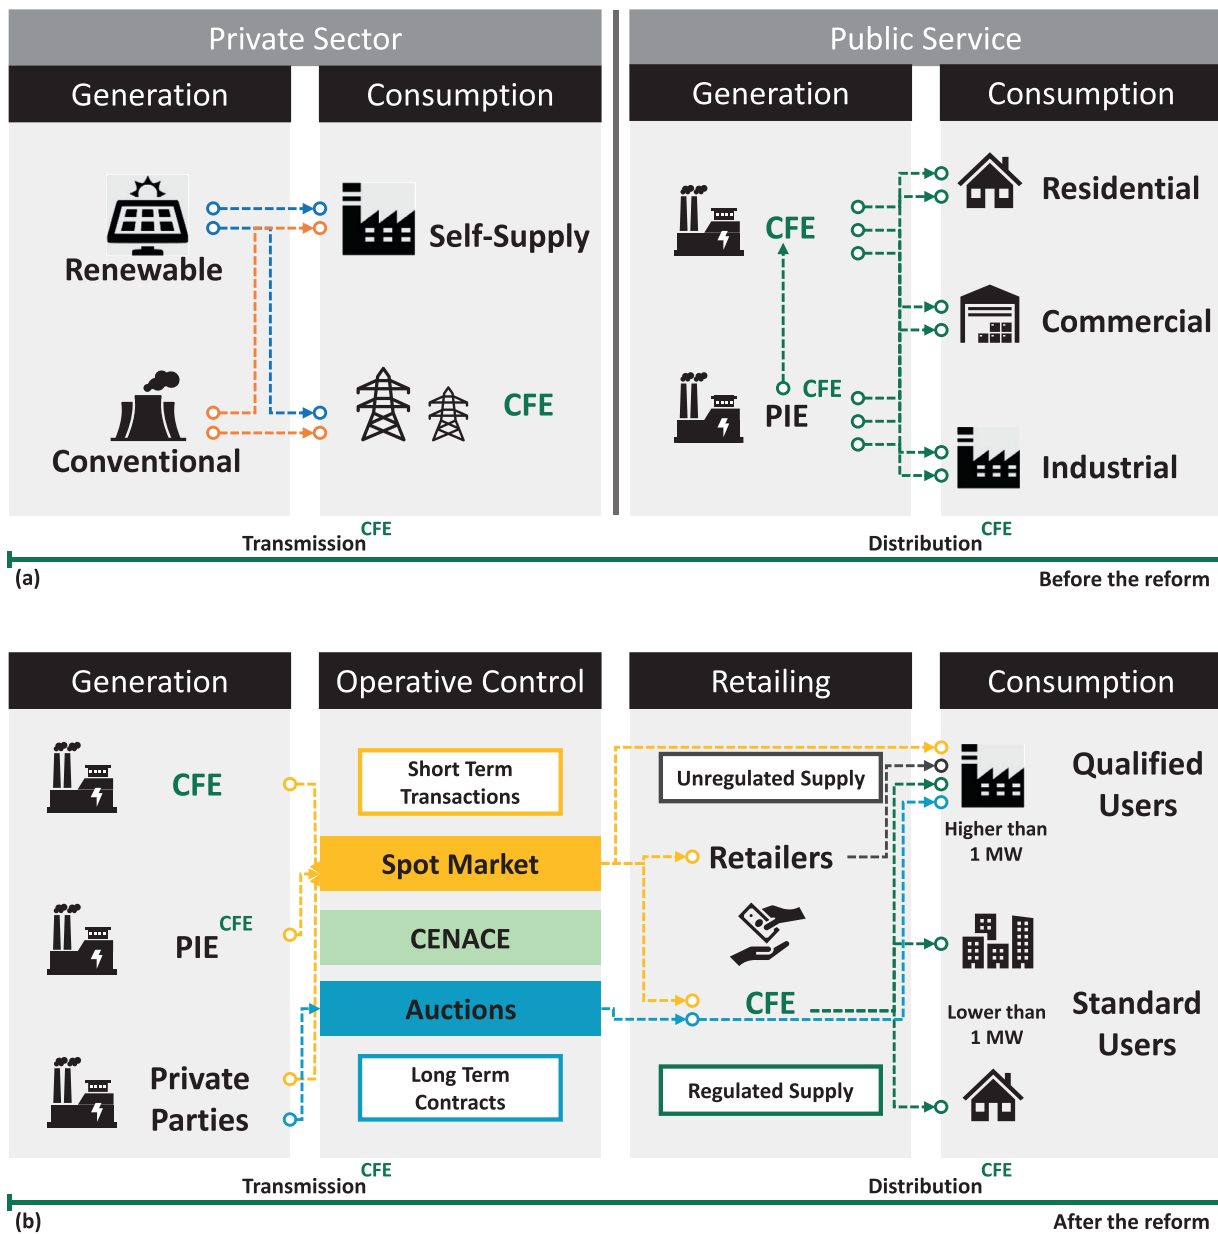 Private Sector
Public Service
Generation
Consumption
Generation
Consumption
Renewable
Self-Supply
Conventional
CFE
CFE
PIE
CFE
Residential
Commercial
Industrial
Transmission CFE
Distribution CFE
(a)
Before the reform
Generation
Operative Control
Retailing
Consumption
CFE
PIE CFE
Private
Parties
Short Term
Transactions
Spot Market
CENACE
Auctions
Long Term
Contracts
Unregulated Supply
Retailers
CFE
Regulated Supply
Qualified
Users
Higher than
1 MW
Lower than
1 MW
Standard
Users
Transmission CFE
Distribution CFE
(b)
After the reform